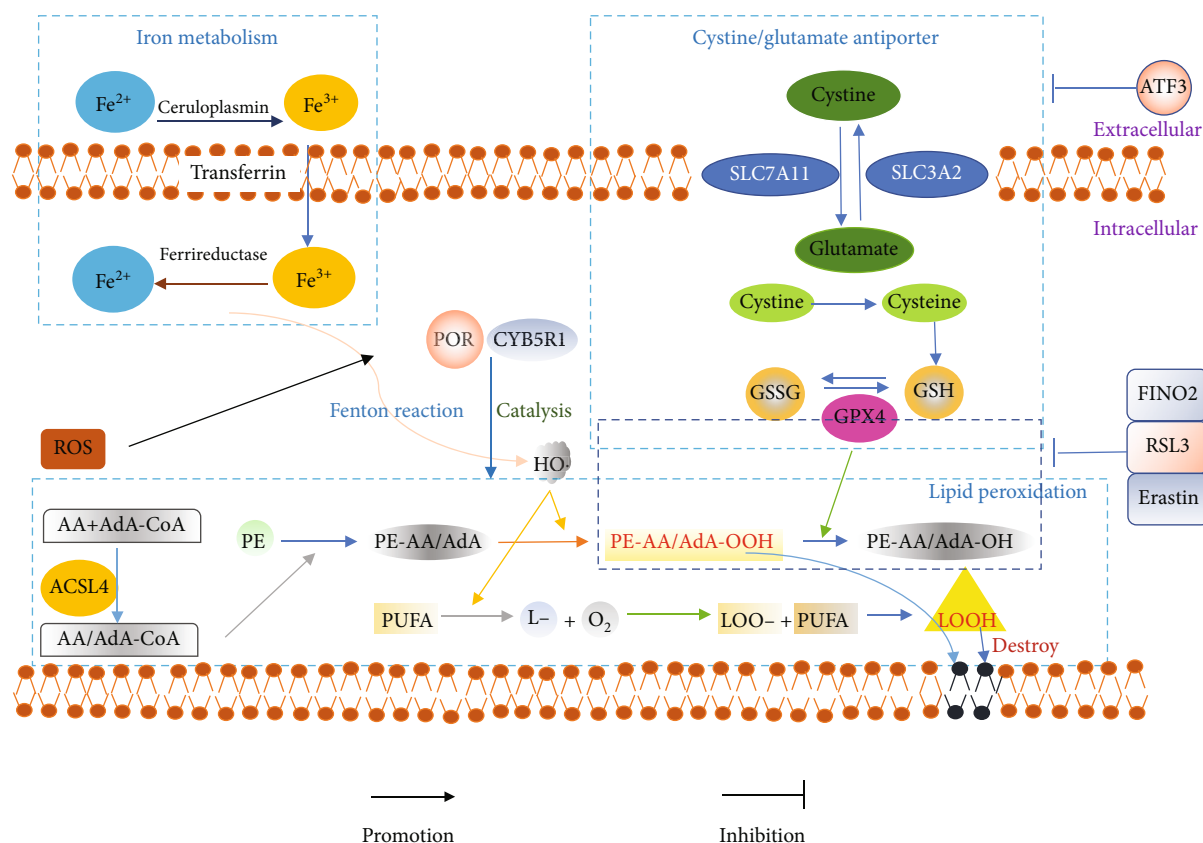 Iron metabolism
Cystine/glutamate antiporter
Fe2+
Ceruloplasmin
Fe3+
Cystine
ATF3
Extracellular
Transferrin
SLC7A11
SLC3A2
Intracellular
Glutamate
Fe2+
Ferrireductase
Fe3+
Cystine
Cysteine
POR
CYB5R1
GSSG
GSH
FINO2
Fenton reaction
Catalysis
GPX4
ROS
HO·
RSL3
Lipid peroxidation
Erastin
AA+AdA-CoA
PE
PE-AA/AdA
PE-AA/AdA-OOH
PE-AA/AdA-OH
ACSL4
PUFA
L–
+
O2
LOO– +
PUFA
LOOH
AA/AdA-CoA
Destroy
Promotion
Inhibition